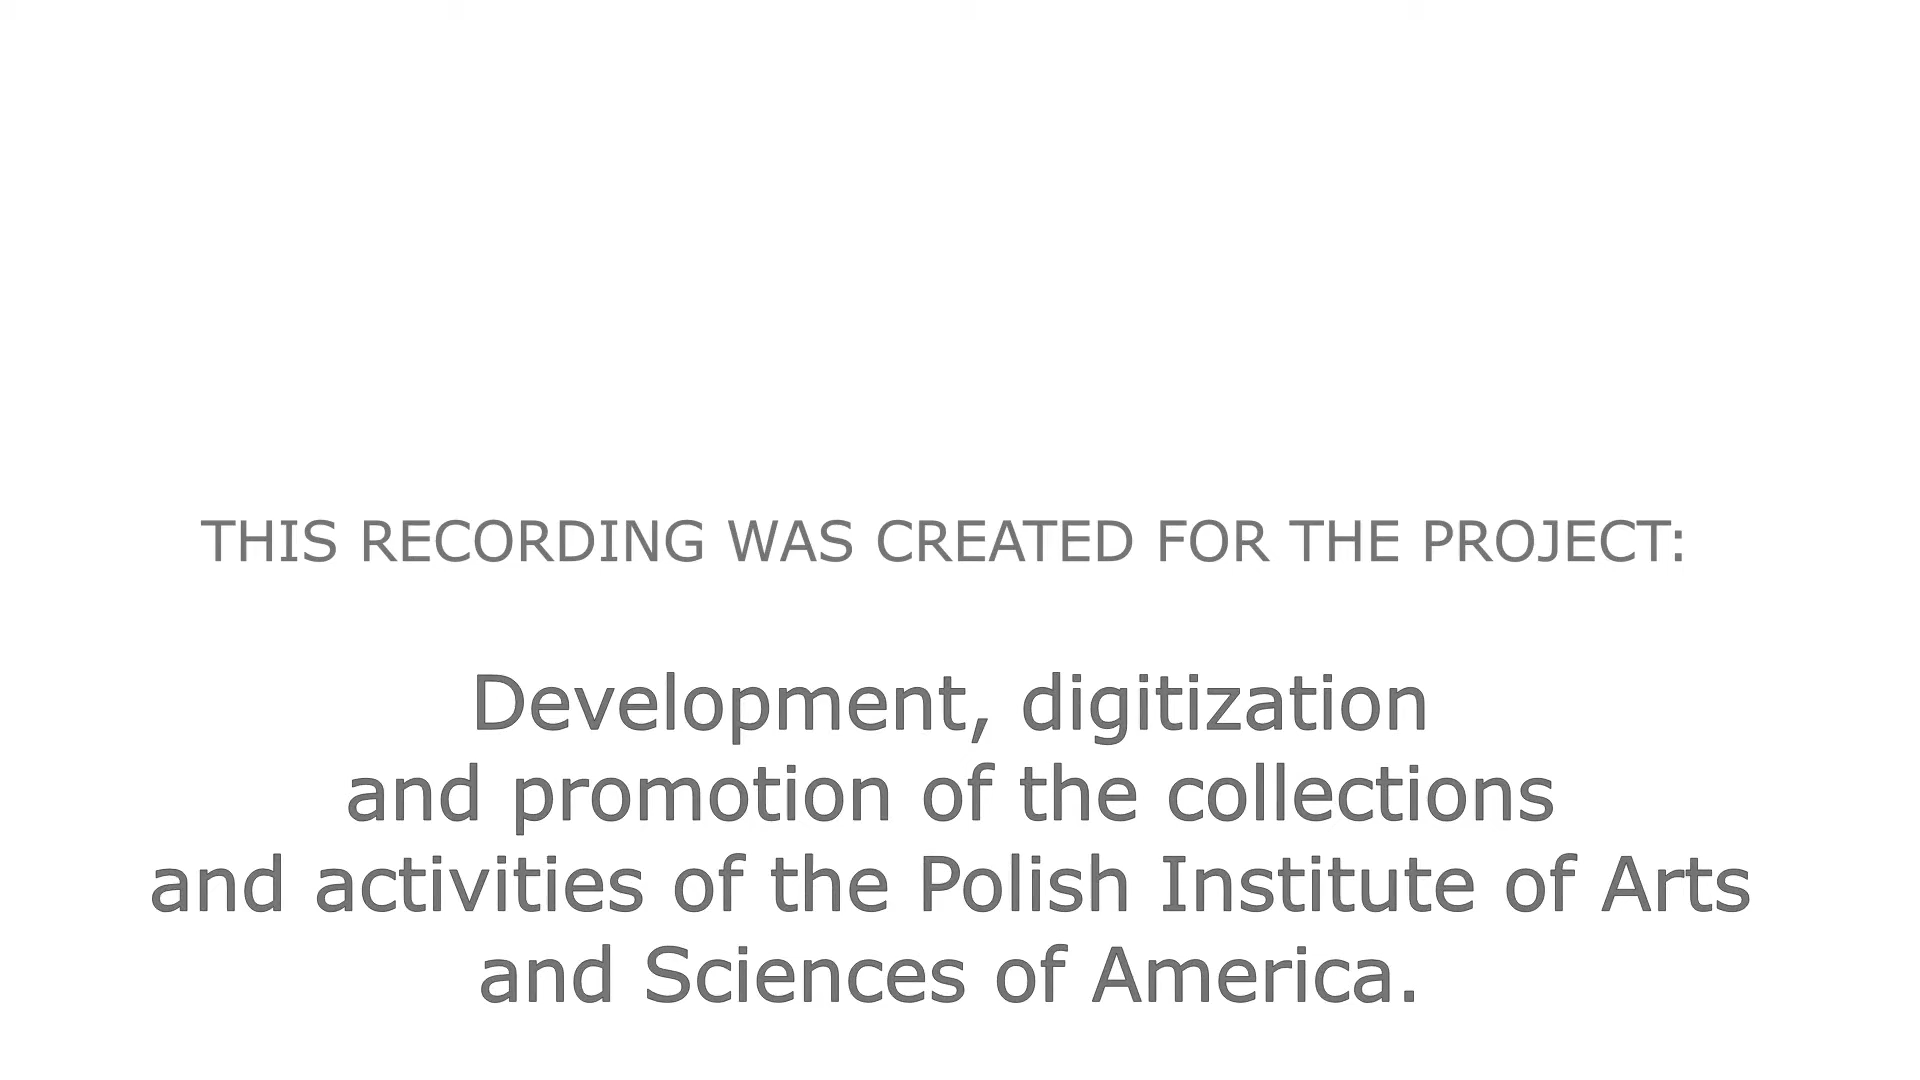 THIS RECORDING WAS CREATED FOR THE PROJECT:
Development, digitization
and promotion of the collections
and activities of the Polish Institute of Arts
and Sciences of America.